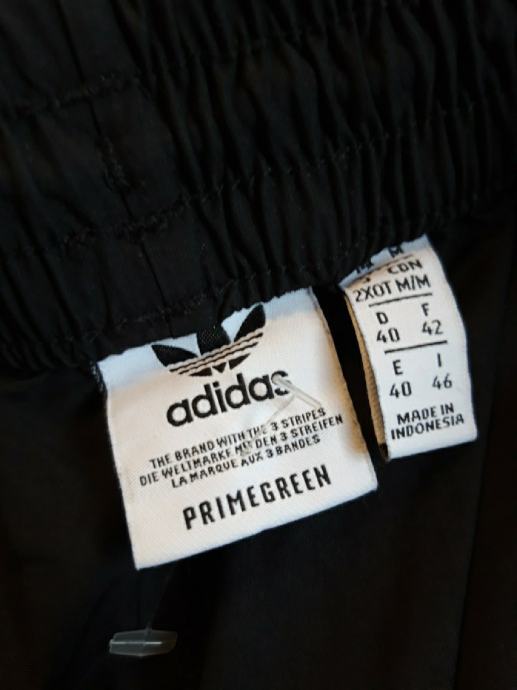 adidas
THE BRAND WITH THE 3 STRIPES
DIE WELTMARKE MIT DEN 3 STREIFEN
LA MARQUE AUX 3 BANDES
PRIMEGREEN
M
CDN
2XOT M/M
D F
40 42
E I
40 46
MADE IN
INDONESIA